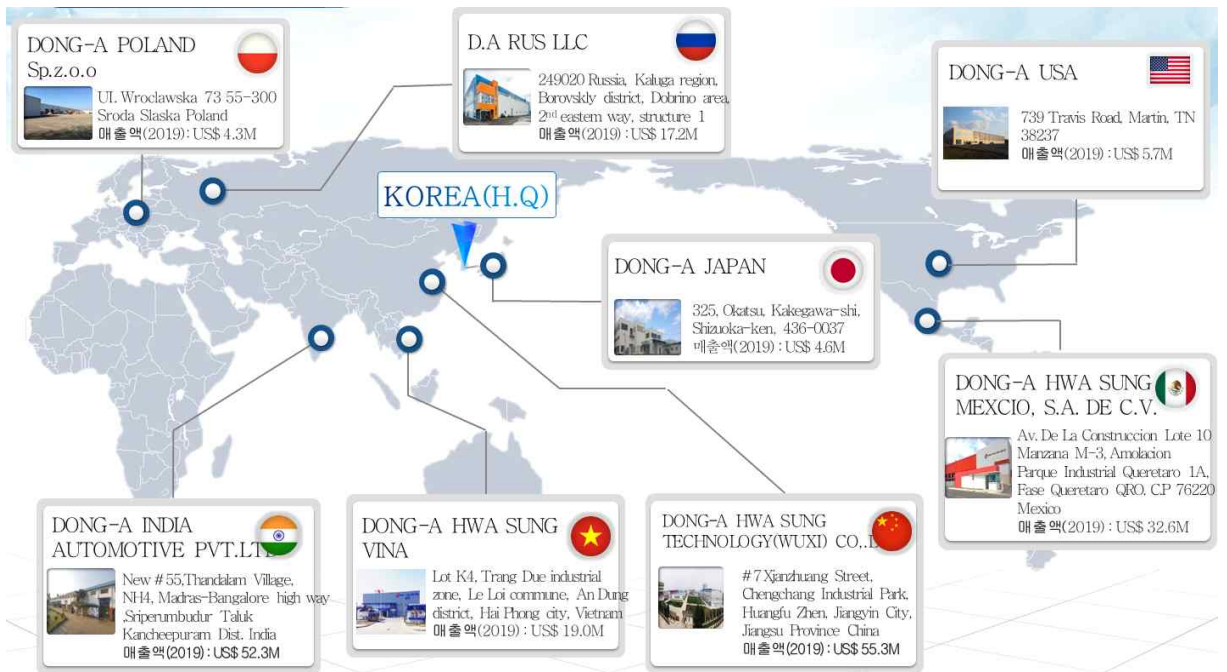 DONG-A POLAND
Sp.z.o.o
Ul. Wroclawska 73 55-300
Sroda Slaska Poland
매출액(2019) : US$ 4.3M
D.A RUS LLC
249020 Russia, Kaluga region,
Borovskly district, Dobrino area,
2nd eastern way, structure 1
매출액(2019) : US$ 17.2M
DONG-A USA
739 Travis Road, Martin, TN
38237
매출액(2019) : US$ 5.7M
KOREA(H.Q)
DONG-A JAPAN
325, Okatsu, Kakegawa-shi,
Shizuoka-ken, 436-0037
매출액(2019) : US$ 4.6M
DONG-A HWA SUNG
MEXCIO, S.A. DE C.V.
Av. De La Construccion Lote 10
Manzana M-3, Amolacion
Parque Industrial Queretaro 1A,
Fase Queretaro QRO. C.P 76220
Mexico
매출액(2019) : US$ 32.6M
DONG-A INDIA
AUTOMOTIVE PVT.LTD
New #55,Thandalam Village,
NH4, Madras-Bangalore high way
,Sriperumbudur Taluk
Kancheepuram Dist. India
매출액(2019) : US$ 52.3M
DONG-A HWA SUNG
VINA
Lot K4, Trang Due industrial
zone, Le Loi commune, An Dung
district, Hai Phong city, Vietnam
매출액(2019) : US$ 19.0M
DONG-A HWA SUNG
TECHNOLOGY(WUXI) CO.,
#7 Xjanzhuang Street,
Chengchang Industrial Park,
Huangfu Zhen, Jiangyin City,
Jiangsu Province China
매출액(2019) : US$ 55.3M